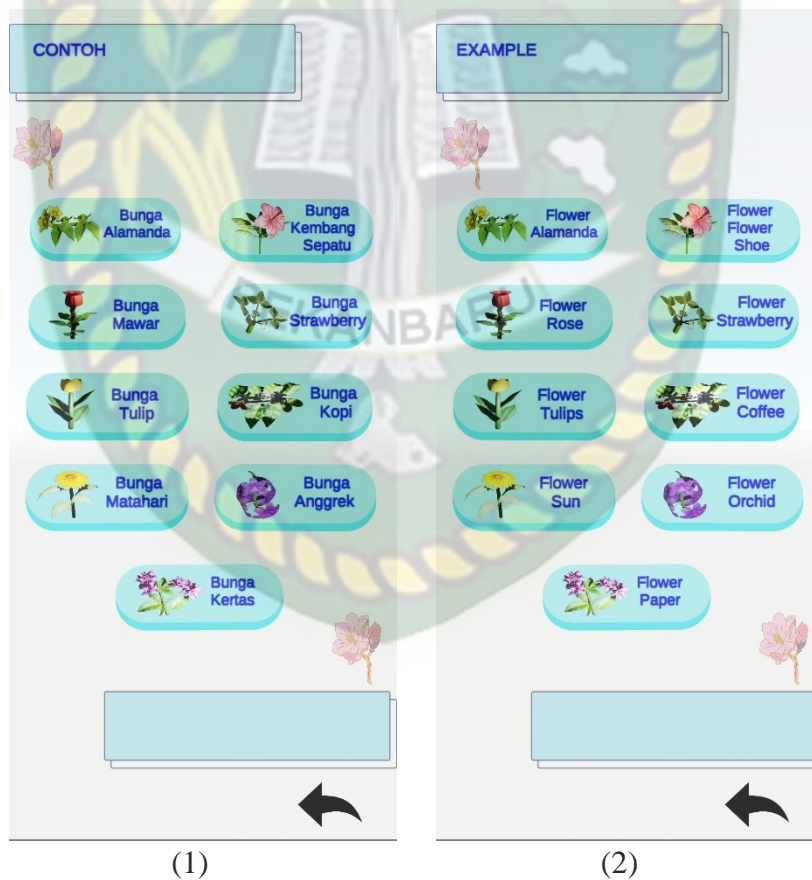 CONTOH
Bunga
Alamanda
Bunga
Kembang
Sepatu
Bunga
Mawar
Bunga
Strawberry
Bunga
Tulip
Bunga
Kopi
Bunga
Matahari
Bunga
Anggrek
Bunga
Kertas
(1)
EXAMPLE
Flower
Alamanda
Flower
Flower
Shoe
Flower
Rose
Flower
Strawberry
Flower
Tulips
Flower
Coffee
Flower
Sun
Flower
Orchid
Flower
Paper
(2)
PEKANBARU